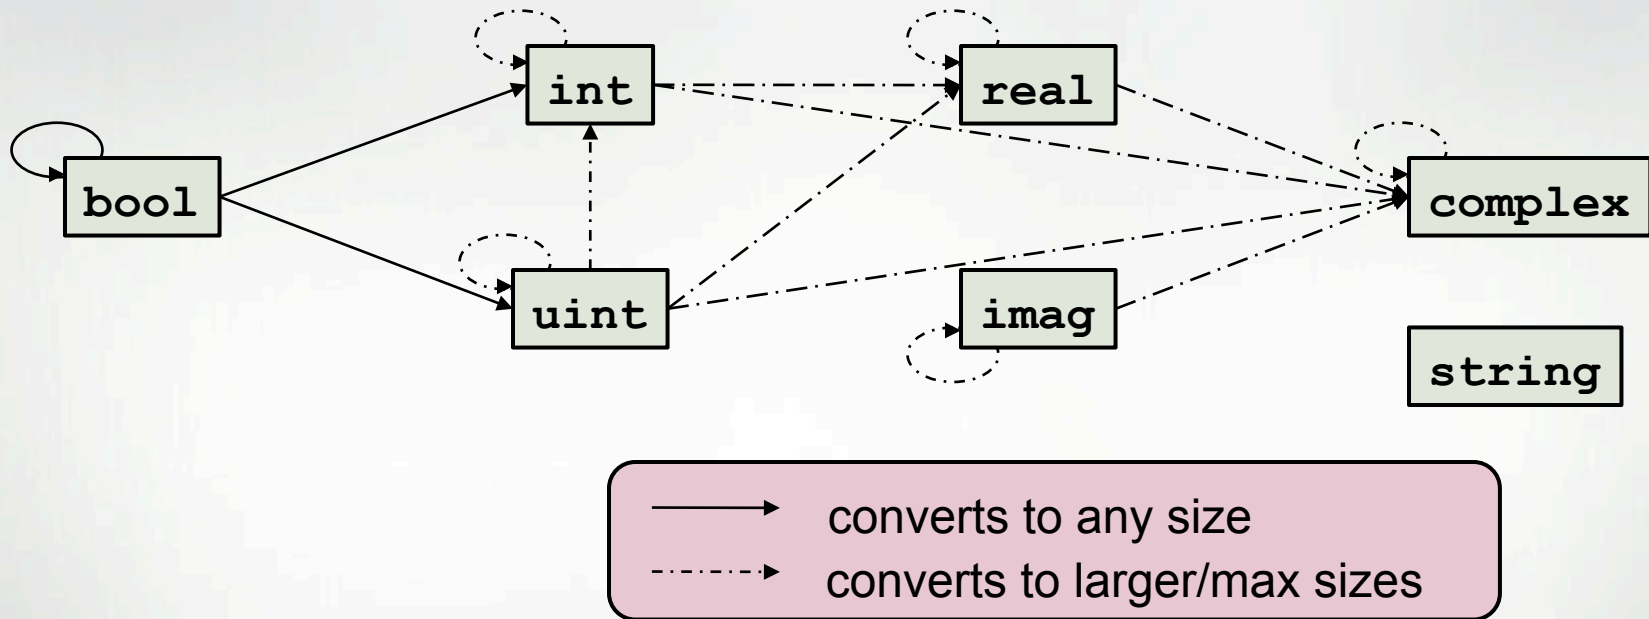 int
real
bool
complex
uint
imag
string
converts to any size
converts to larger/max sizes